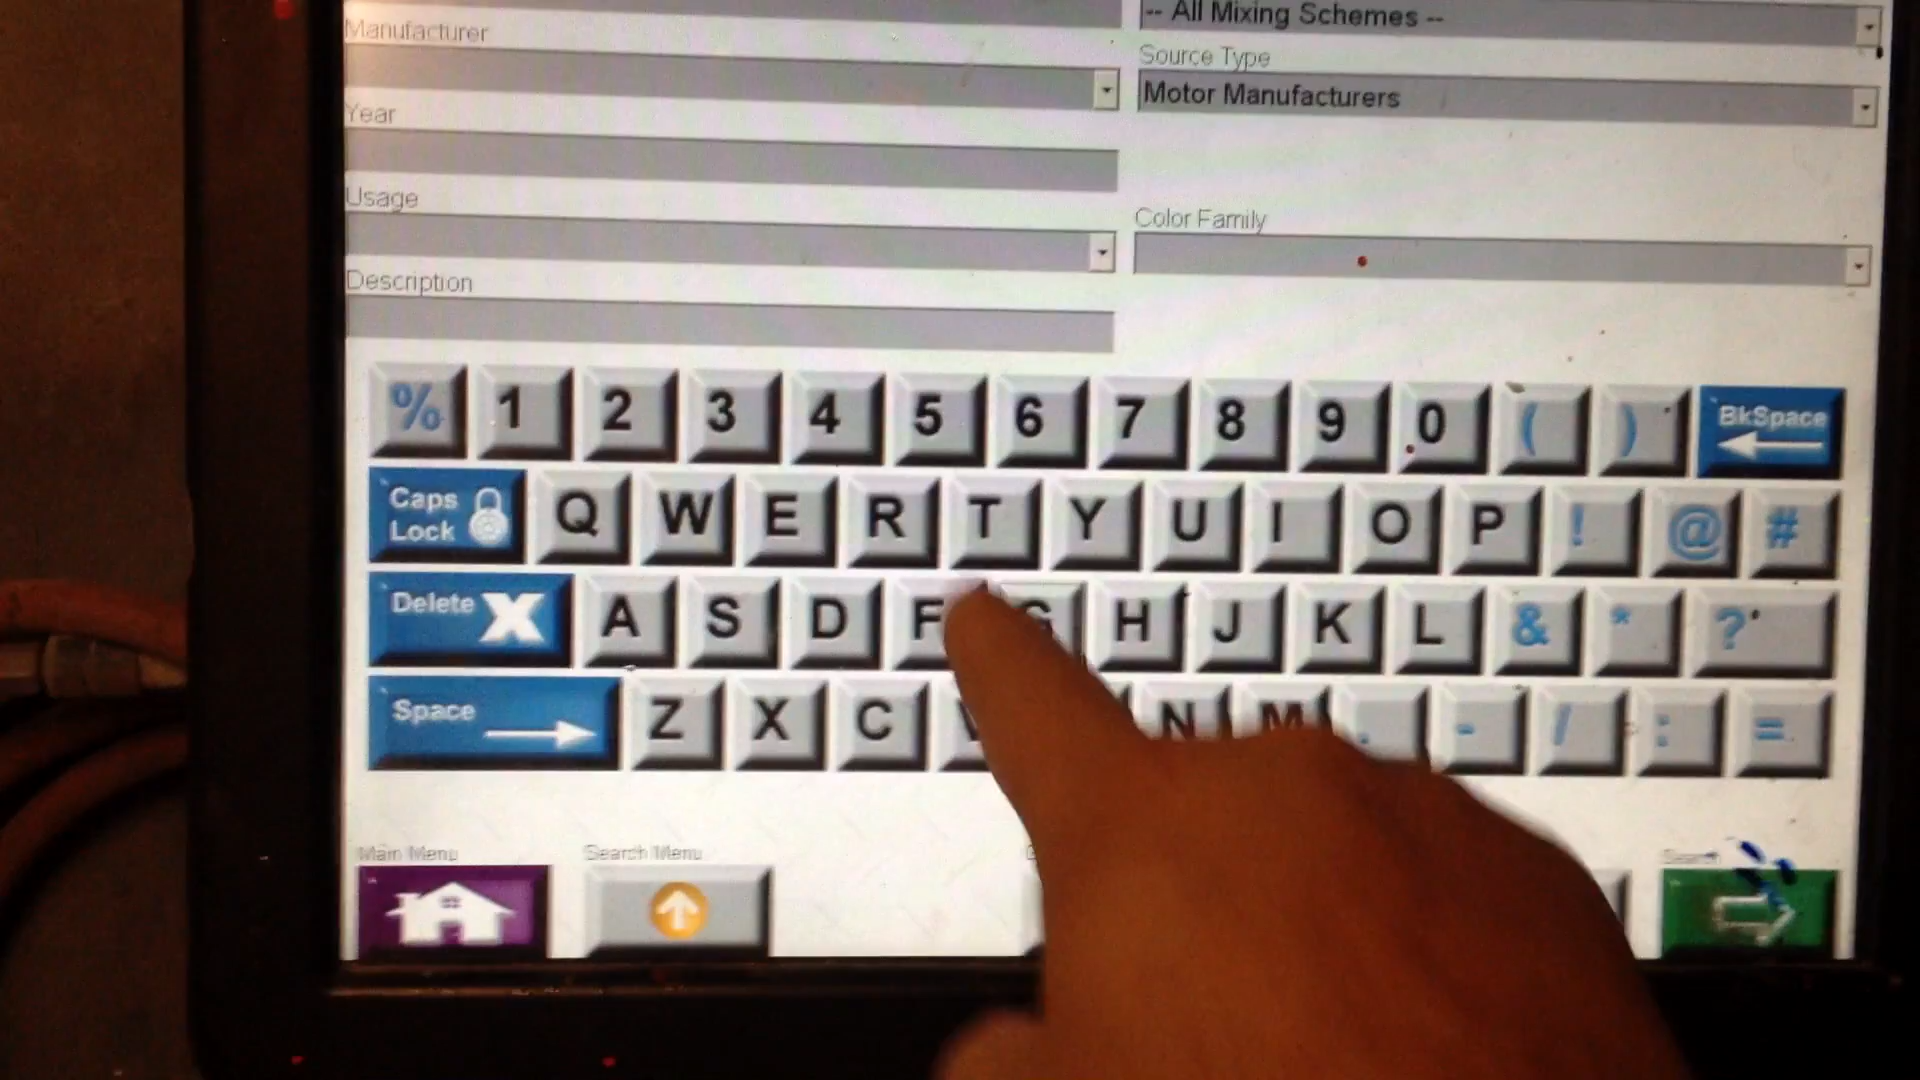 -- All Mixing Schemes --
Manufacturer
Source Type
Motor Manufacturers
Year
Usage
Color Family
Description
% 1 2 3 4 5 6 7 8 9 0 ( ) BkSpace
Caps Lock Q W E R T Y U I O P ! @ #
Delete X A S D F G H J K L & * ?
Space Z X C N M . - / : =
Main Menu
Search Menu
Search